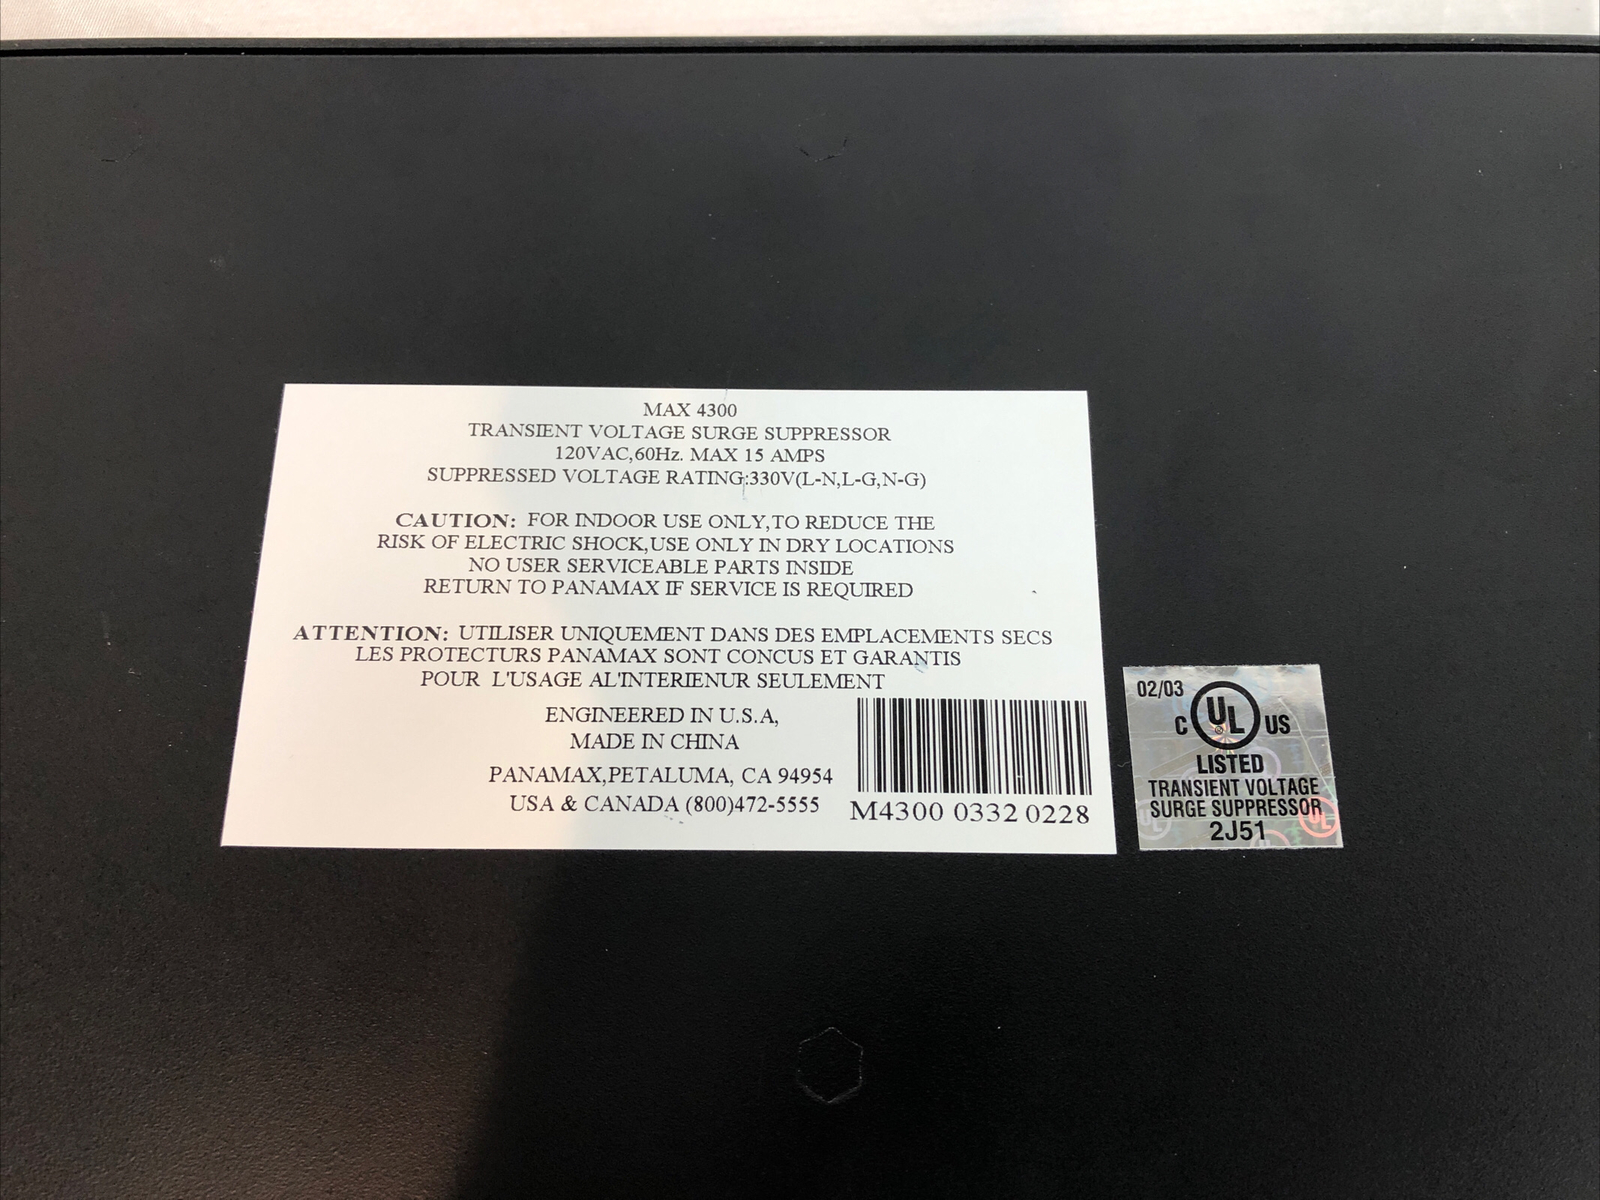 MAX 4300
TRANSIENT VOLTAGE SURGE SUPPRESSOR
120VAC,60Hz. MAX 15 AMPS
SUPPRESSED VOLTAGE RATING:330V(L-N,L-G,N-G)
CAUTION: FOR INDOOR USE ONLY,TO REDUCE THE
RISK OF ELECTRIC SHOCK,USE ONLY IN DRY LOCATIONS
NO USER SERVICEABLE PARTS INSIDE
RETURN TO PANAMAX IF SERVICE IS REQUIRED
ATTENTION: UTILISER UNIQUEMENT DANS DES EMPLACEMENTS SECS
LES PROTECTURS PANAMAX SONT CONCUS ET GARANTIS
POUR L'USAGE AL'INTERIENUR SEULEMENT
ENGINEERED IN U.S.A,
MADE IN CHINA
PANAMAX,PETALUMA, CA 94954
USA & CANADA (800)472-5555
M4300 0332 0228
02/03
C UL US
LISTED
TRANSIENT VOLTAGE
SURGE SUPPRESSOR
2J51